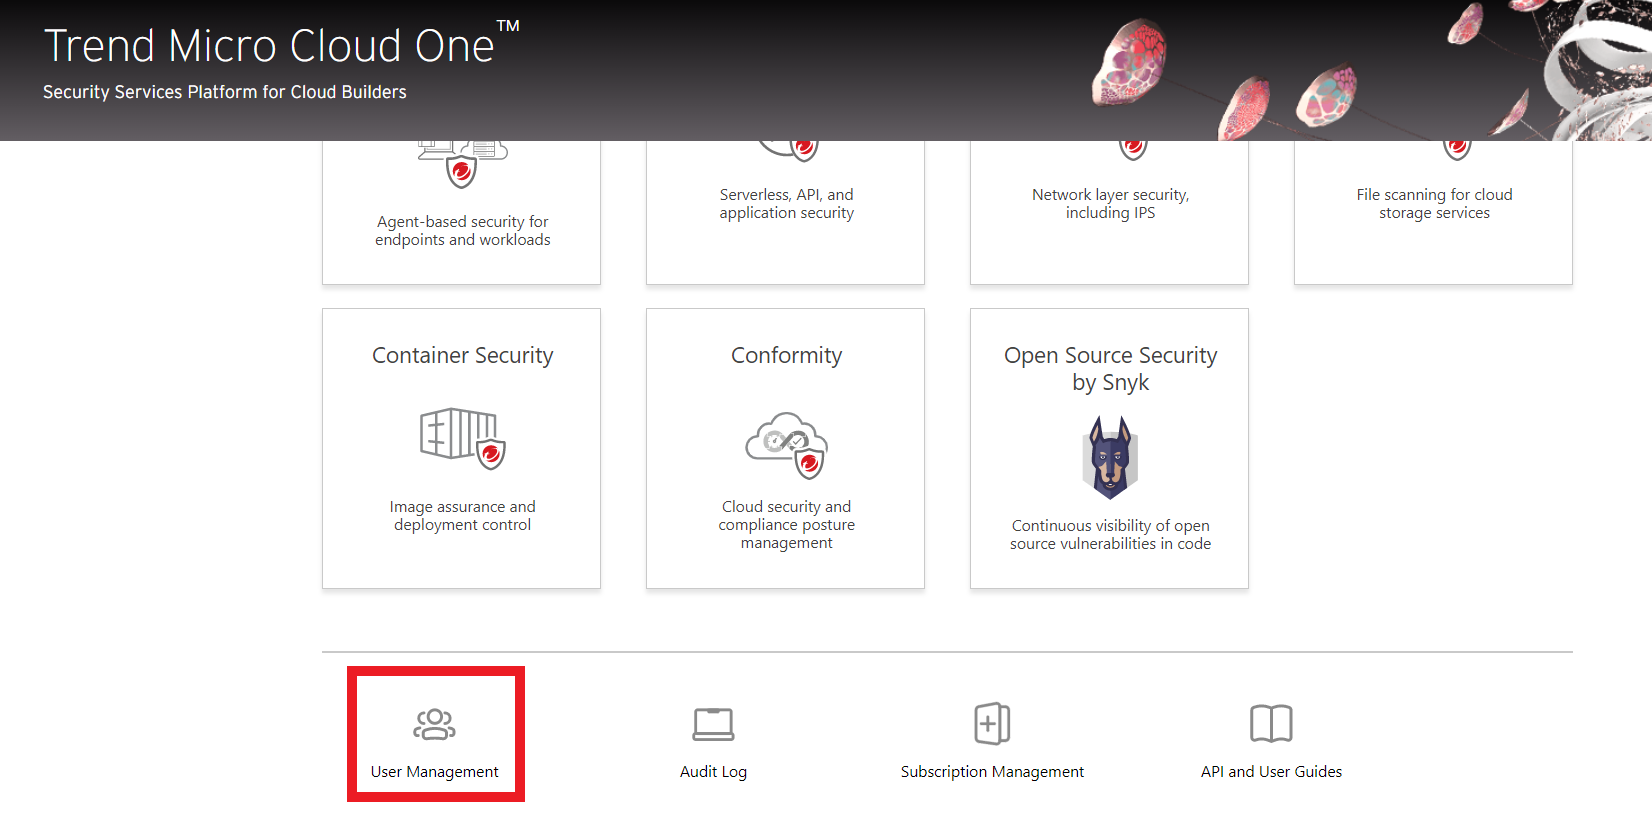 Trend Micro Cloud One™
Security Services Platform for Cloud Builders
Agent-based security for
endpoints and workloads
Serverless, API, and
application security
Network layer security,
including IPS
File scanning for cloud
storage services
Container Security
Image assurance and
deployment control
Conformity
Cloud security and
compliance posture
management
Open Source Security
by Snyk
Continuous visibility of open
source vulnerabilities in code
User Management
Audit Log
Subscription Management
API and User Guides